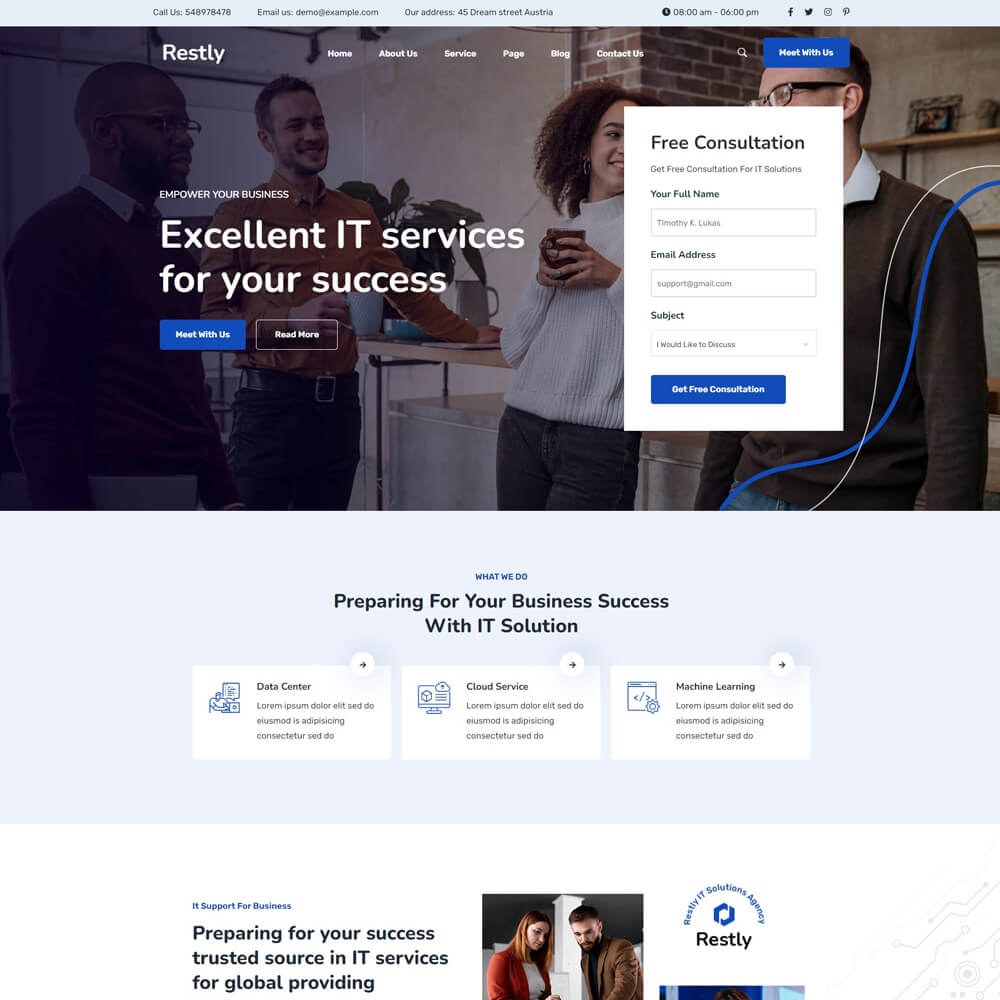 Call Us: 548978478
Email us: demo@example.com
Our address: 45 Dream street Austria
08:00 am - 06:00 pm
Restly
Home
About Us
Service
Page
Blog
Contact Us
Meet With Us
EMPOWER YOUR BUSINESS
Excellent IT services
for your success
Meet With Us
Read More
Free Consultation
Get Free Consultation For IT Solutions
Your Full Name
Timothy K. Lukas
Email Address
support@gmail.com
Subject
I Would Like to Discuss
Get Free Consultation
WHAT WE DO
Preparing For Your Business Success
With IT Solution
Data Center
Lorem ipsum dolor elit sed do
eiusmod is adipisicing
consectetur sed do
Cloud Service
Lorem ipsum dolor elit sed do
eiusmod is adipisicing
consectetur sed do
Machine Learning
Lorem ipsum dolor elit sed do
eiusmod is adipisicing
consectetur sed do
It Support For Business
Preparing for your success
trusted source in IT services
for global providing
Restly IT Solutions Agency
Restly